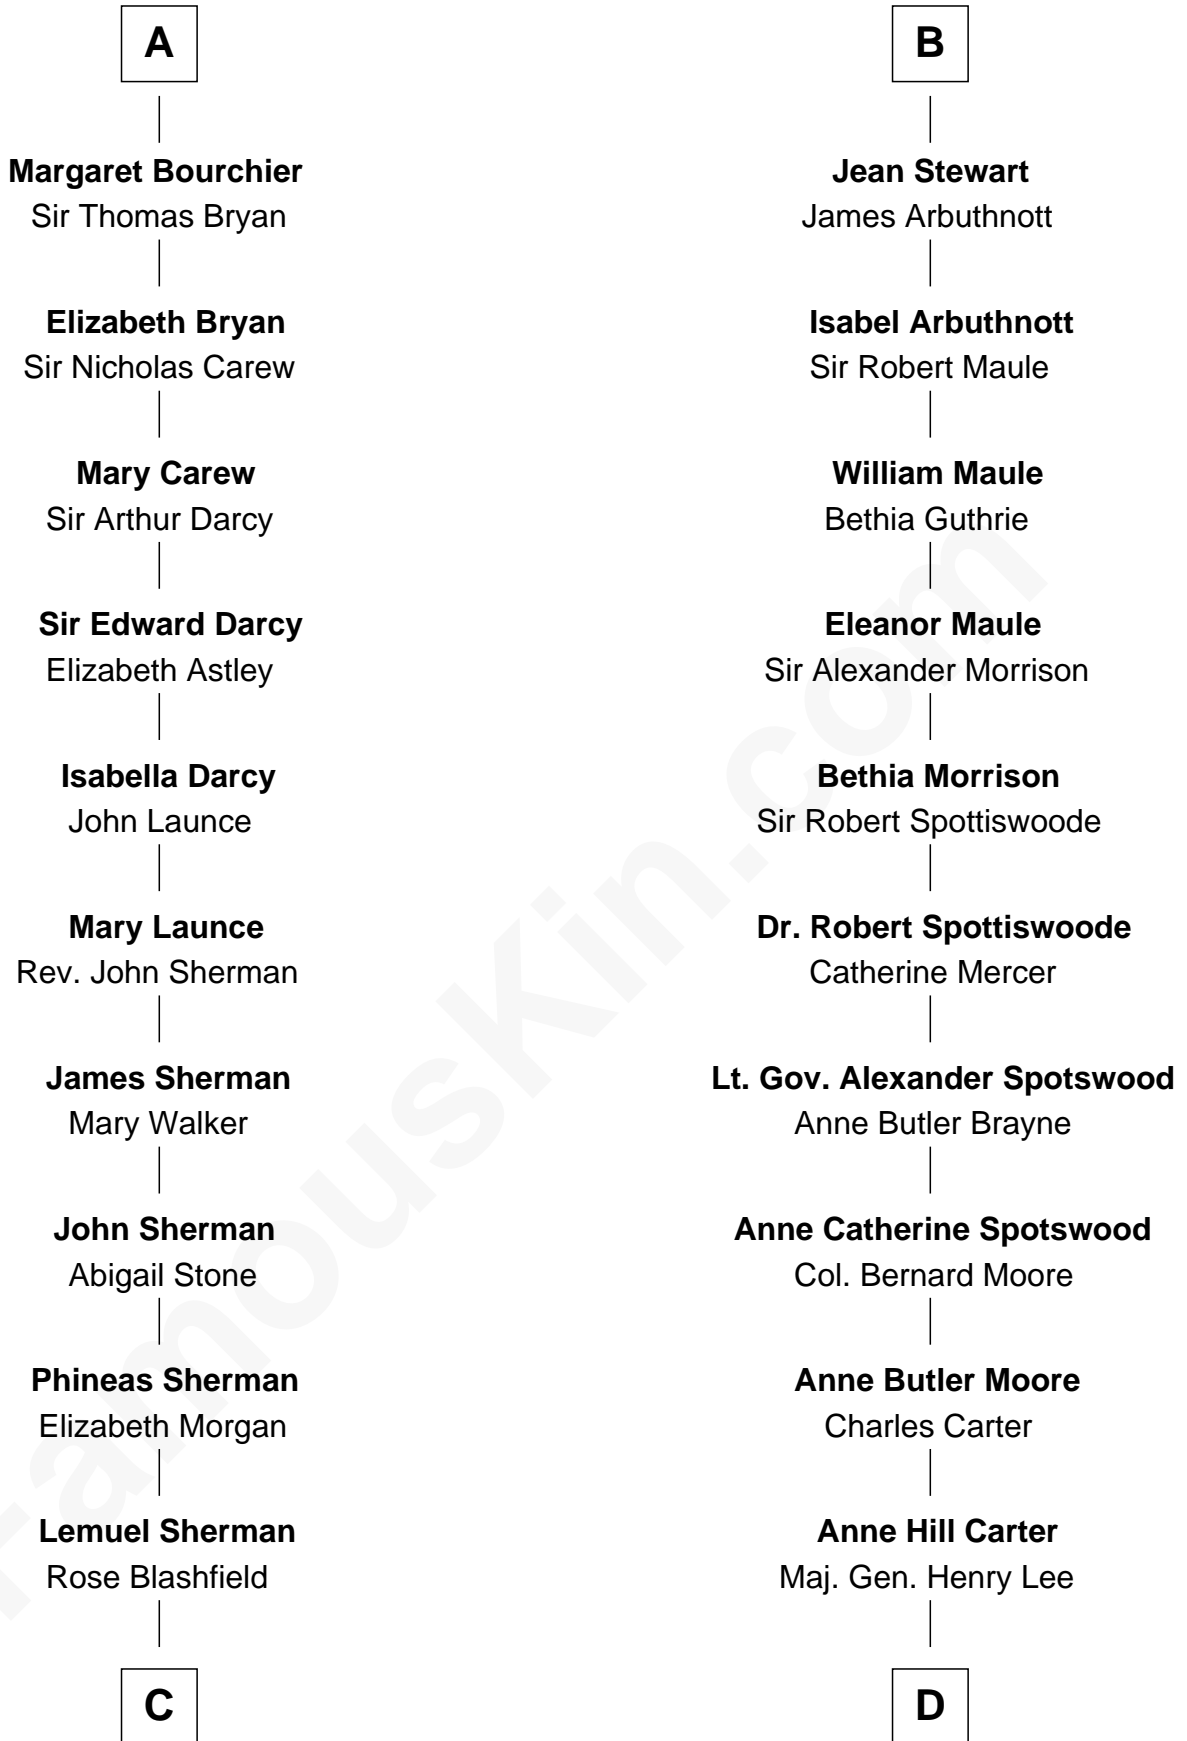 A
Margaret Bourchier
Sir Thomas Bryan
Elizabeth Bryan
Sir Nicholas Carew
Mary Carew
Sir Arthur Darcy
Sir Edward Darcy
Elizabeth Astley
Isabella Darcy
John Launce
Mary Launce
Rev. John Sherman
James Sherman
Mary Walker
John Sherman
Abigail Stone
Phineas Sherman
Elizabeth Morgan
Lemuel Sherman
Rose Blashfield
C
B
Jean Stewart
James Arbuthnott
Isabel Arbuthnott
Sir Robert Maule
William Maule
Bethia Guthrie
Eleanor Maule
Sir Alexander Morrison
Bethia Morrison
Sir Robert Spottiswoode
Dr. Robert Spottiswoode
Catherine Mercer
Lt. Gov. Alexander Spotswood
Anne Butler Brayne
Anne Catherine Spotswood
Col. Bernard Moore
Anne Butler Moore
Charles Carter
Anne Hill Carter
Maj. Gen. Henry Lee
D
FamousKin.com